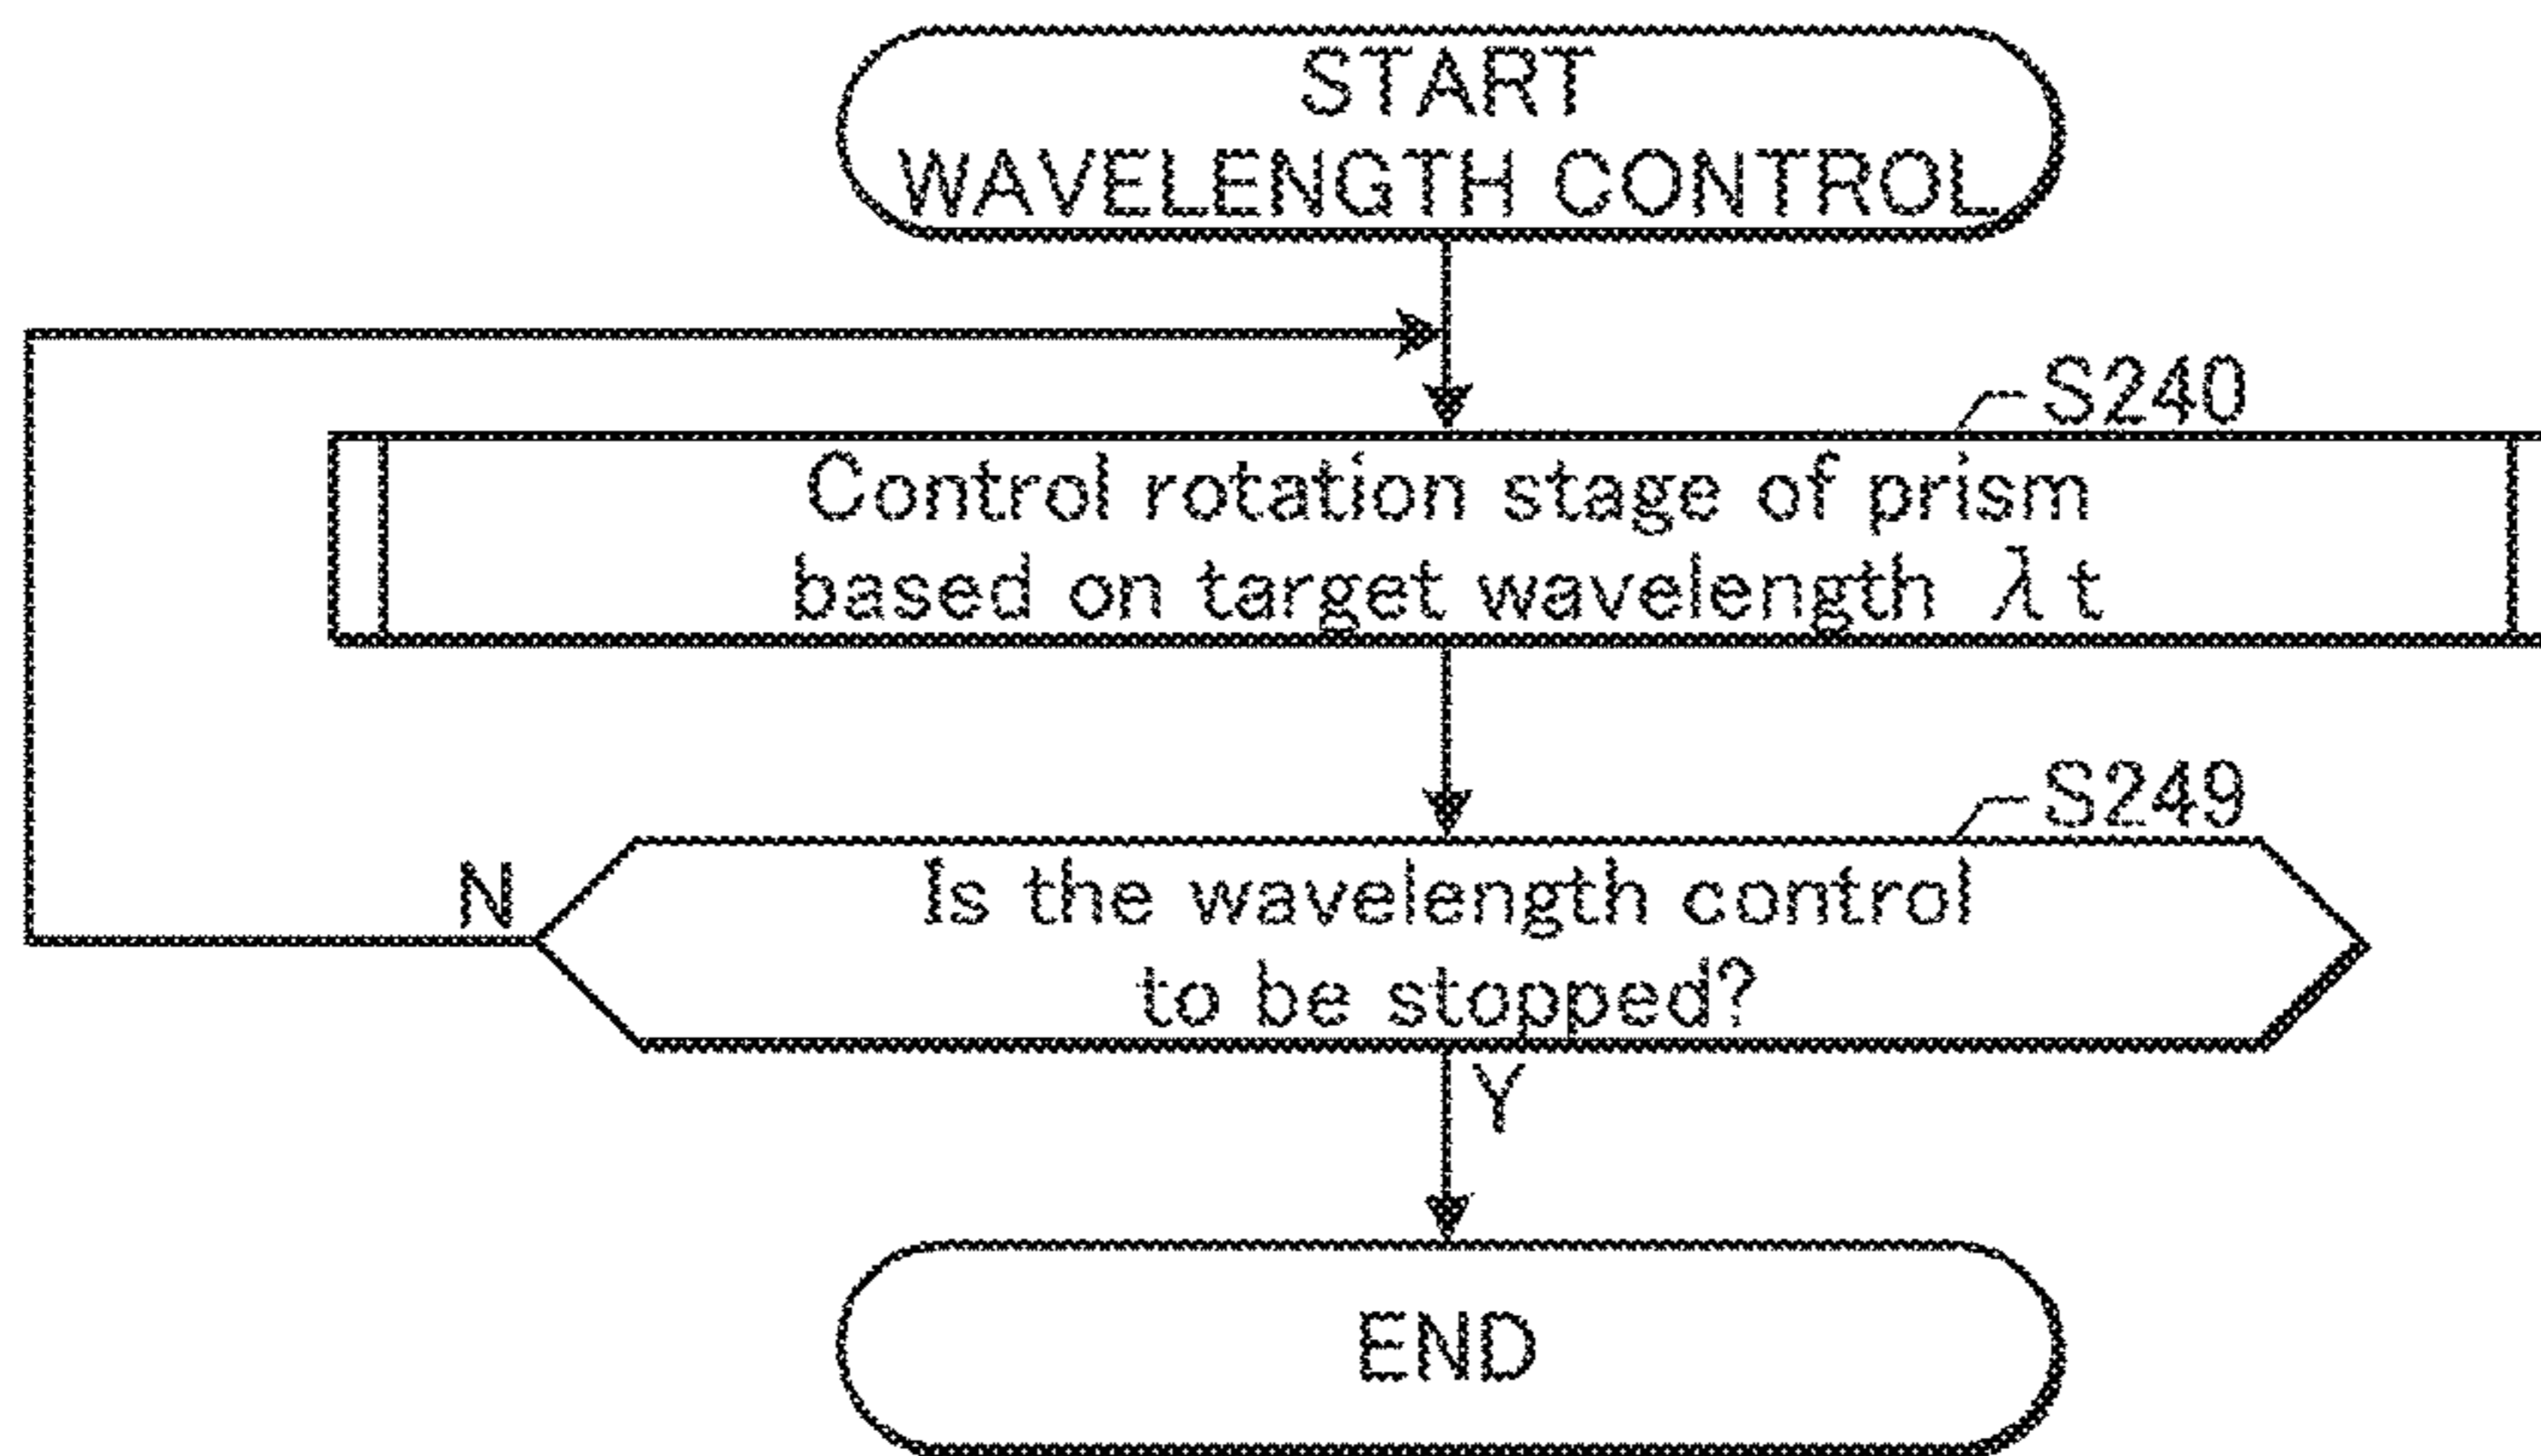 START
WAVELENGTH CONTROL
S240
Control rotation stage of prism
based on target wavelength λt
S249
N
Is the wavelength control
to be stopped?
Y
END